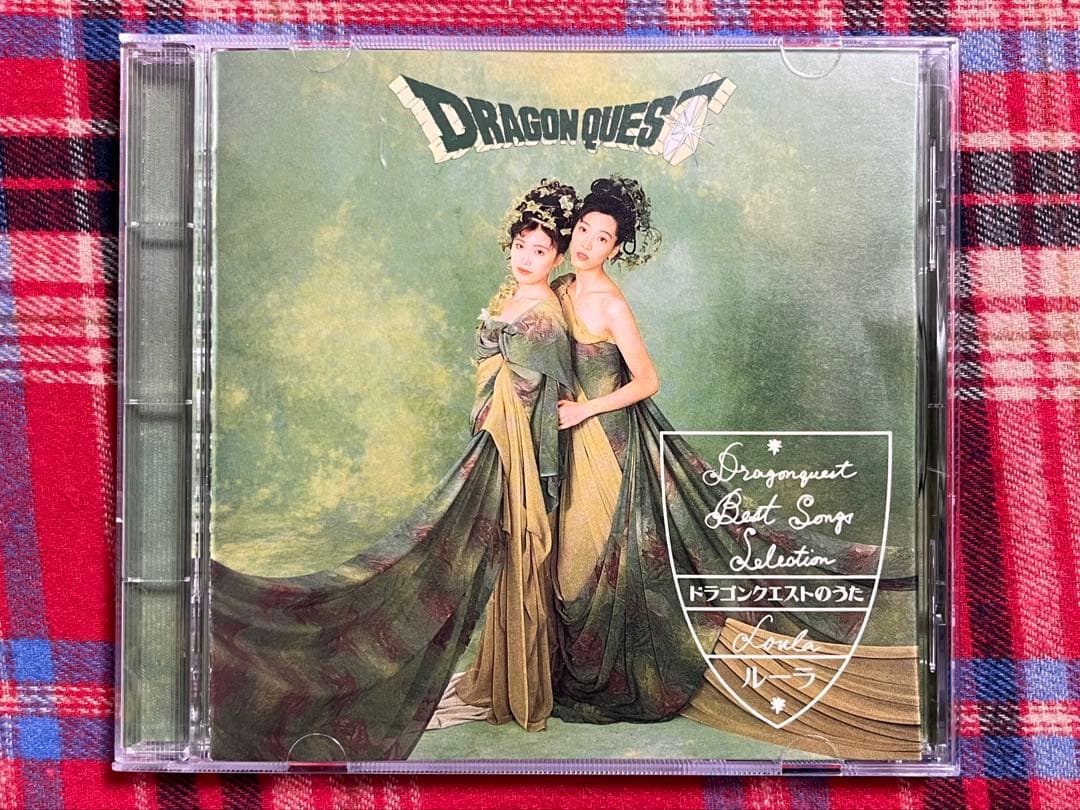 DRAGON QUEST
Dragonquest
Best Songs
Selection
ドラゴンクエストのうた
Loula
ルーラ